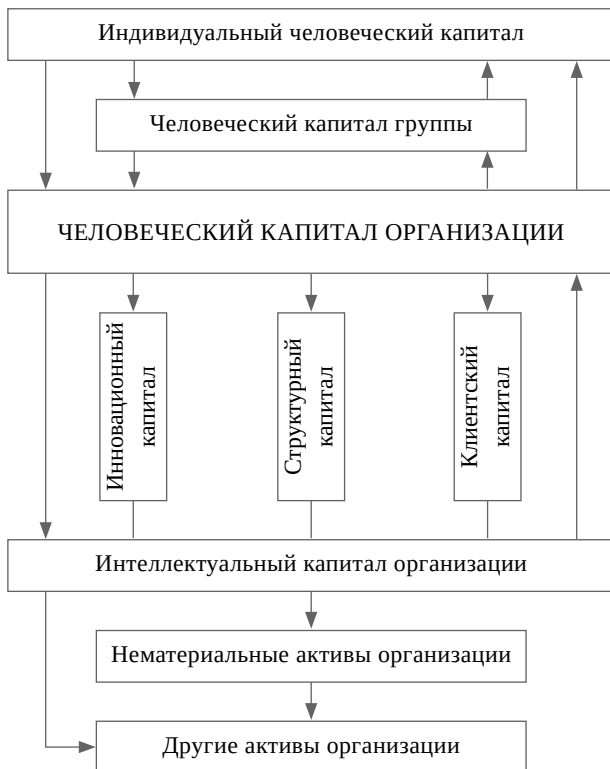 Индивидуальный человеческий капитал
Человеческий капитал группы
ЧЕЛОВЕЧЕСКИЙ КАПИТАЛ ОРГАНИЗАЦИИ
Инновационный
капитал
Структурный
капитал
Клиентский
капитал
Интеллектуальный капитал организации
Нематериальные активы организации
Другие активы организации